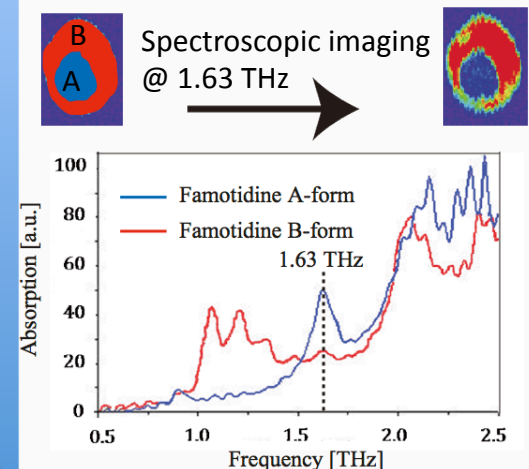 B
A
Spectroscopic imaging
@ 1.63 THz
100
80
60
40
20
0
Absorption [a.u.]
Famotidine A-form
Famotidine B-form
1.63 THz
0.5
1.0
1.5
2.0
2.5
Frequency [THz]